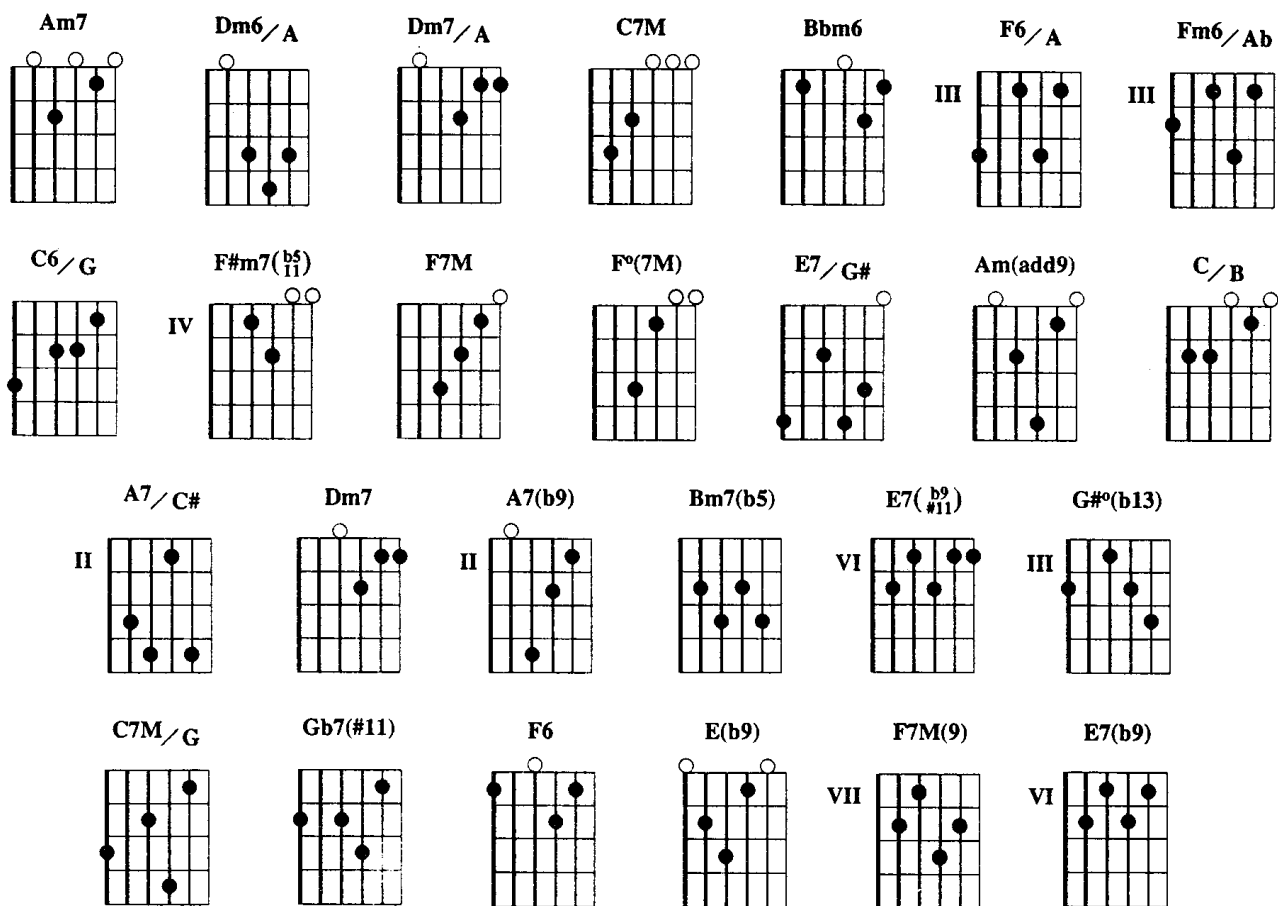 Am7 Dm6/A Dm7/A C7M Bbm6 F6/A Fm6/Ab
III III
C6/G F#m7(b5 11) F7M Fº(7M) E7/G# Am(add9) C/B
IV
A7/C# Dm7 A7(b9) Bm7(b5) E7(b9 #11) G#º(b13)
II II VI III
C7M/G Gb7(#11) F6 E(b9) F7M(9) E7(b9)
VII VI